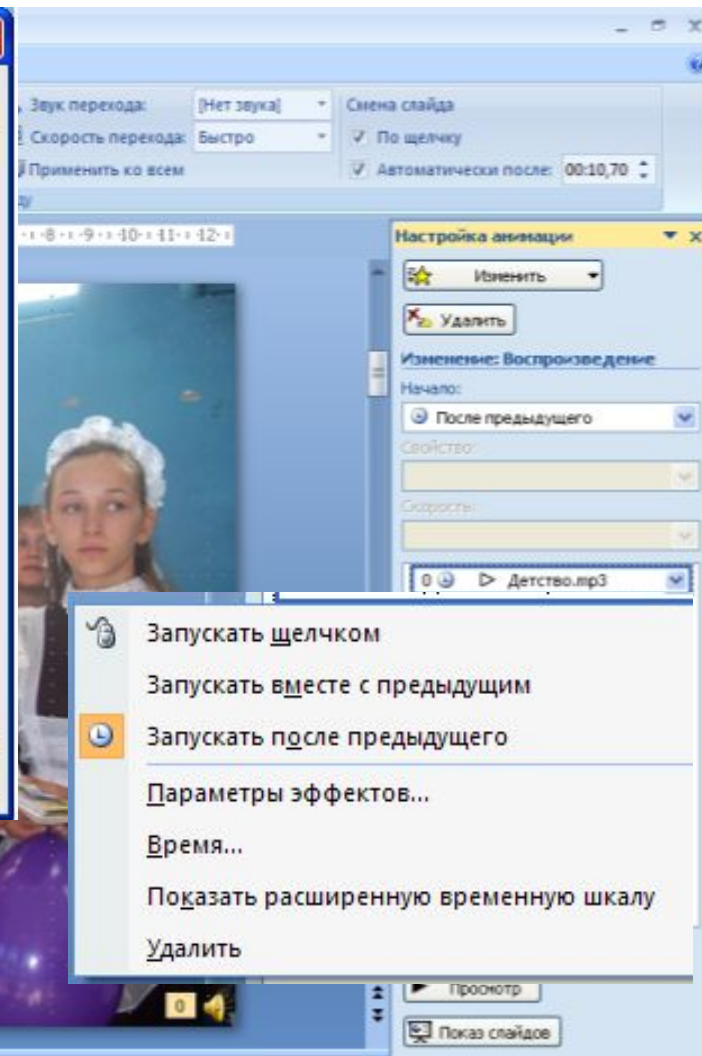 Звук перехода: [Нет звука]
Смена слайда
Скорость перехода: Быстро
По щелчку
Применить ко всем
Автоматически после: 00:10,70
8 9 10 11 12
Настройка анимации
Изменить
Удалить
Изменение: Воспроизведение
Начало:
После предыдущего
Свойство:
Скорость:
0 Детство.mp3
Запускать щелчком
Запускать вместе с предыдущим
Запускать после предыдущего
Параметры эффектов...
Время...
Показать расширенную временную шкалу
Удалить
0
Просмотр
Показ слайдов